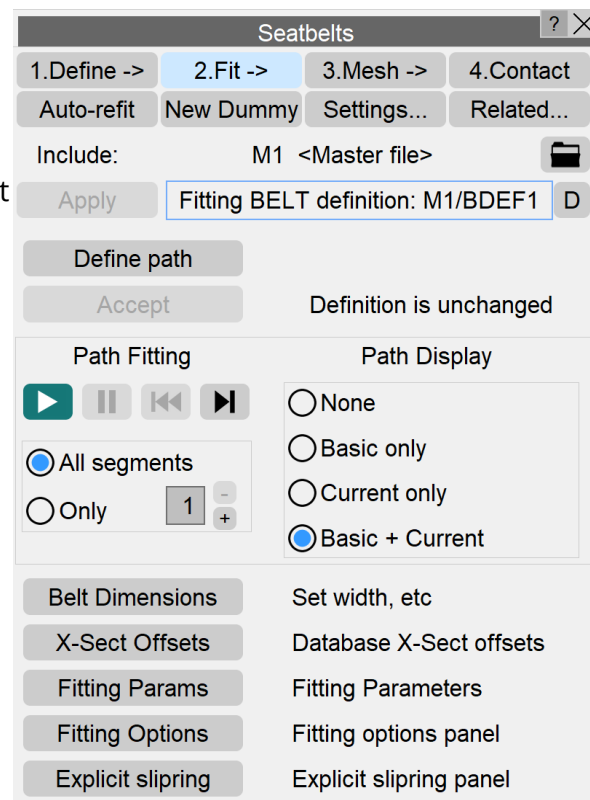 Seatbelts ?
1.Define -> 2.Fit -> 3.Mesh -> 4.Contact
Auto-refit New Dummy Settings... Related...
Include: M1 <Master file>
t Apply Fitting BELT definition: M1/BDEF1 D
Define path
Accept Definition is unchanged
Path Fitting Path Display
None
Basic only
All segments
Current only
Only 1 - +
Basic + Current
Belt Dimensions Set width, etc
X-Sect Offsets Database X-Sect offsets
Fitting Params Fitting Parameters
Fitting Options Fitting options panel
Explicit slipring Explicit slipring panel